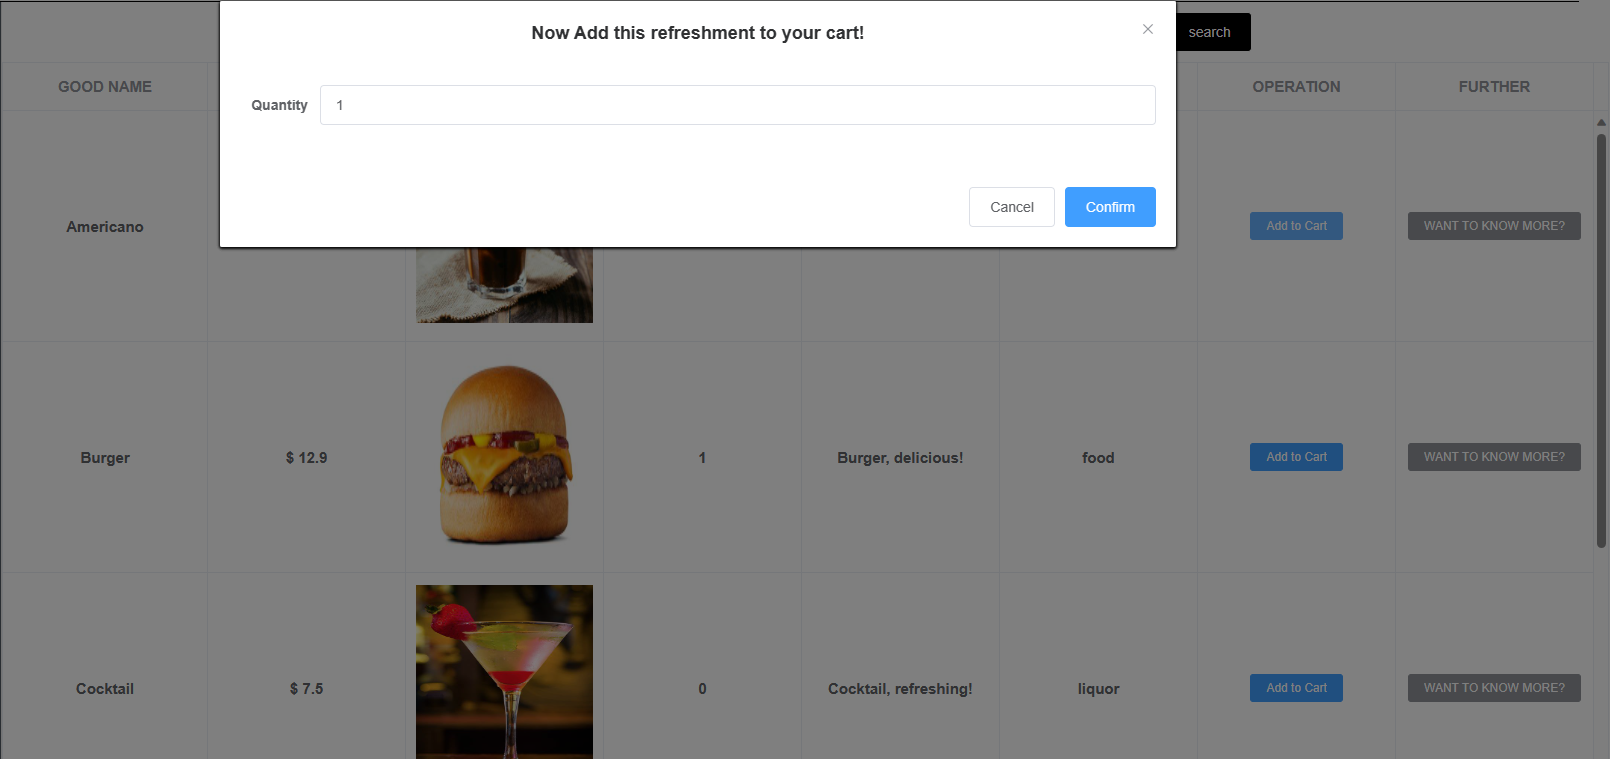 Now Add this refreshment to your cart!
search
Quantity 1
Cancel Confirm
GOOD NAME OPERATION FURTHER
Americano Add to Cart WANT TO KNOW MORE?
Burger $ 12.9 1 Burger, delicious! food Add to Cart WANT TO KNOW MORE?
Cocktail $ 7.5 0 Cocktail, refreshing! liquor Add to Cart WANT TO KNOW MORE?